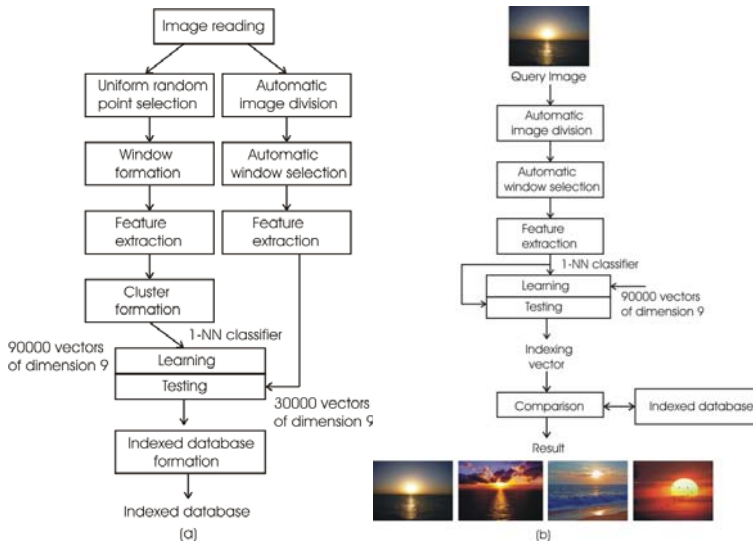 Image reading
Uniform random
point selection
Automatic
image division
Window
formation
Automatic
window selection
Feature
extraction
Feature
extraction
Cluster
formation
1-NN classifier
90000 vectors
of dimension 9
Learning
Testing
30000 vectors
of dimension 9
Indexed database
formation
Indexed database
(a)
Query Image
Automatic
image division
Automatic
window selection
Feature
extraction
1-NN classifier
Learning
Testing
90000 vectors
of dimension 9
Indexing
vector
Comparison
Indexed database
Result
(b)